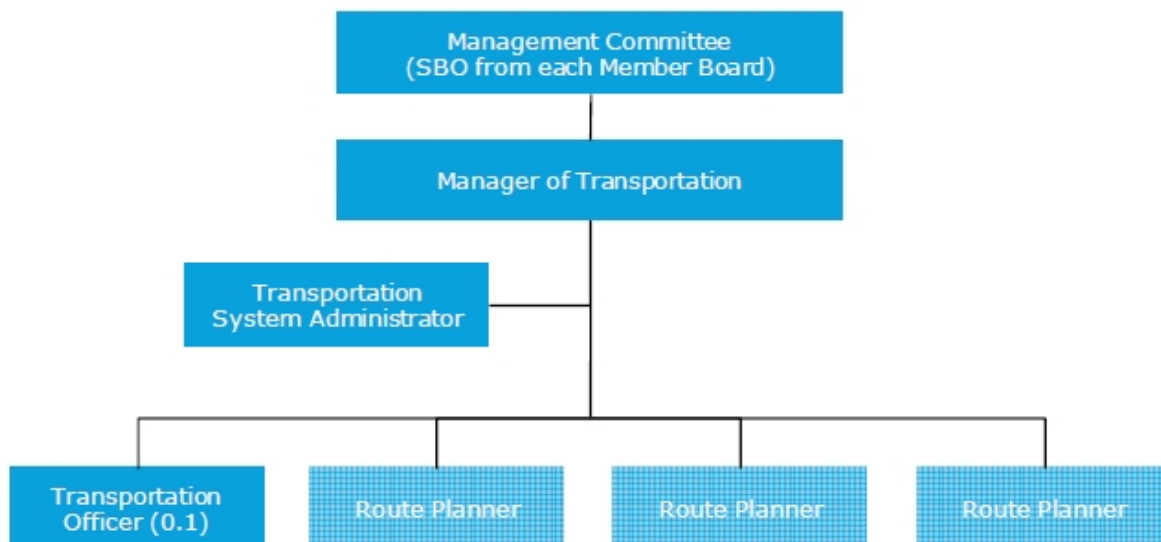 Management Committee
(SBO from each Member Board)
Manager of Transportation
Transportation
System Administrator
Transportation
Officer (0.1)
Route Planner
Route Planner
Route Planner